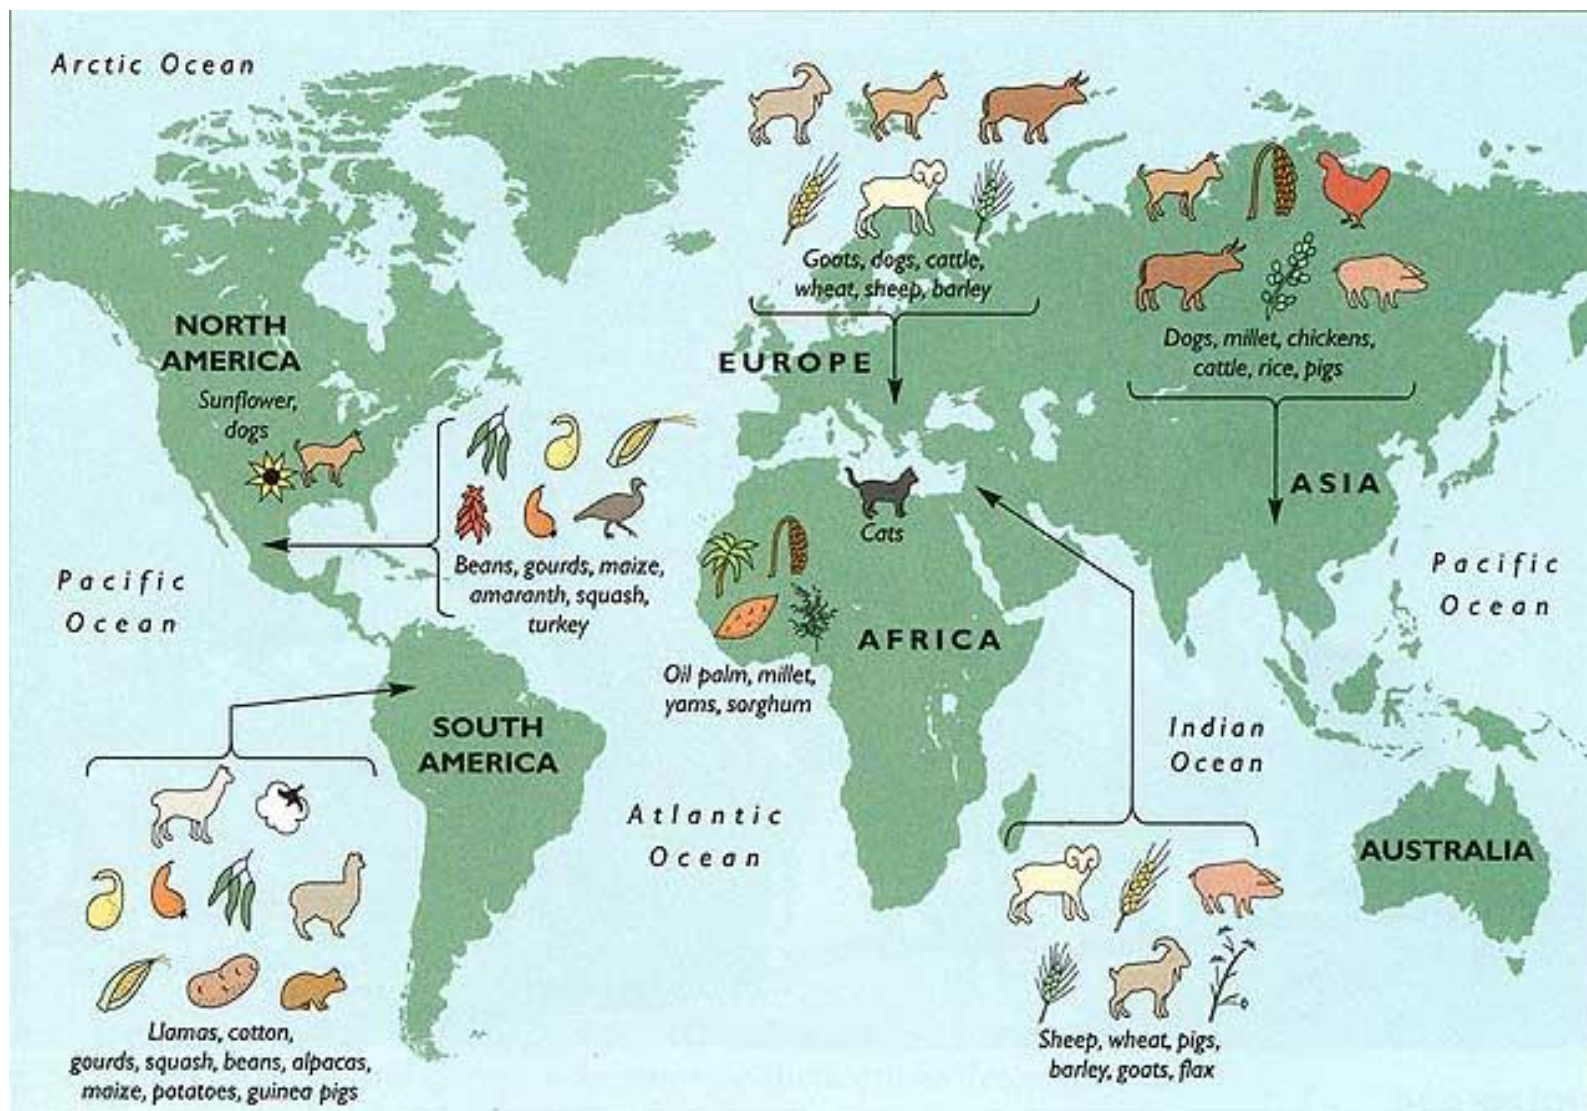 Arctic Ocean
Goats, dogs, cattle,
wheat, sheep, barley
Dogs, millet, chickens,
cattle, rice, pigs
NORTH
AMERICA
Sunflower,
dogs
EUROPE
ASIA
Cats
Beans, gourds, maize,
amaranth, squash,
turkey
Pacific
Ocean
Pacific
Ocean
AFRICA
Oil palm, millet,
yams, sorghum
SOUTH
AMERICA
Indian
Ocean
Atlantic
Ocean
AUSTRALIA
Llamas, cotton,
gourds, squash, beans, alpacas,
maize, potatoes, guinea pigs
Sheep, wheat, pigs,
barley, goats, flax